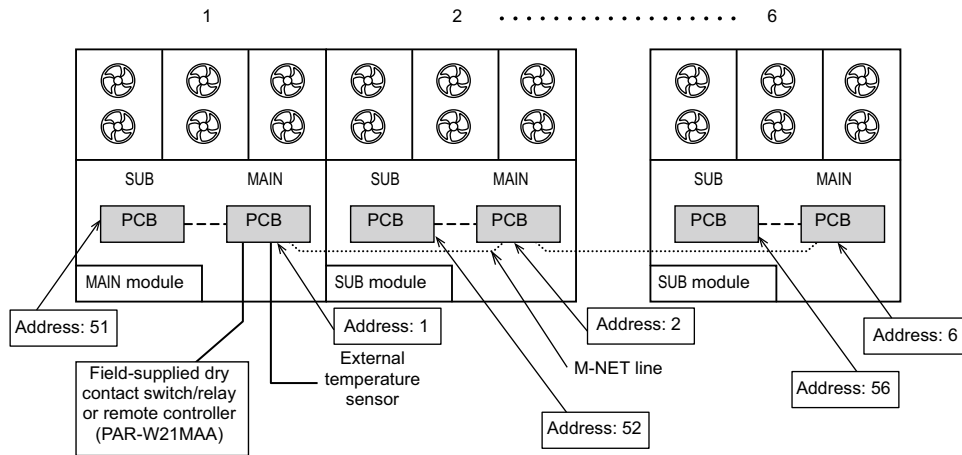 1
2 . . . . . . . . . . . . . . . . . . . . . 6
SUB MAIN SUB MAIN SUB MAIN
PCB PCB PCB PCB PCB PCB
MAIN module
SUB module
SUB module
Address: 51
Address: 1
Address: 2
Address: 6
Field-supplied dry
contact switch/relay
or remote controller
(PAR-W21MAA)
External
temperature
sensor
M-NET line
Address: 52
Address: 56